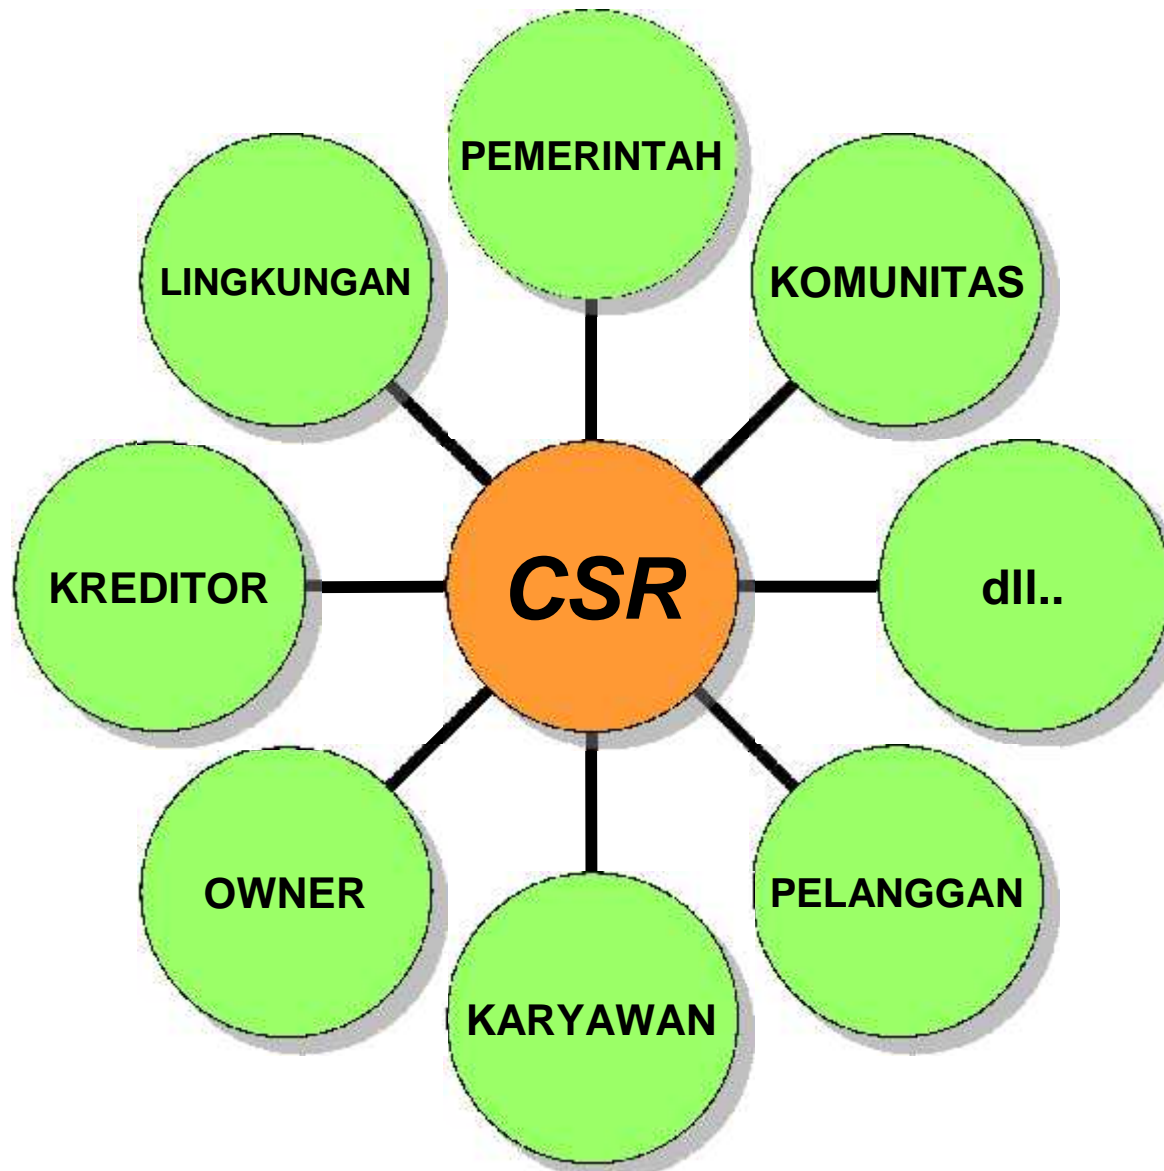 PEMERINTAH
LINGKUNGAN
KOMUNITAS
KREDITOR
CSR
dll..
OWNER
PELANGGAN
KARYAWAN